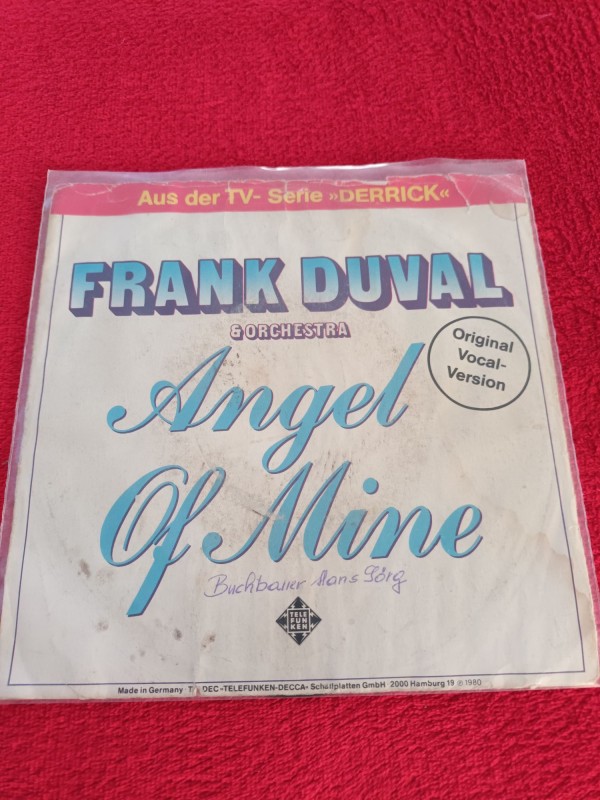 Aus der TV- Serie »DERRICK«
FRANK DUVAL
& ORCHESTRA
Original
Vocal-
Version
Angel
Of Mine
Buchbauer Hans Jörg
TELE
FUN
KEN
Made in Germany · TELDEC »TELEFUNKEN-DECCA« Schallplatten GmbH · 2000 Hamburg 19 ℗ 1980